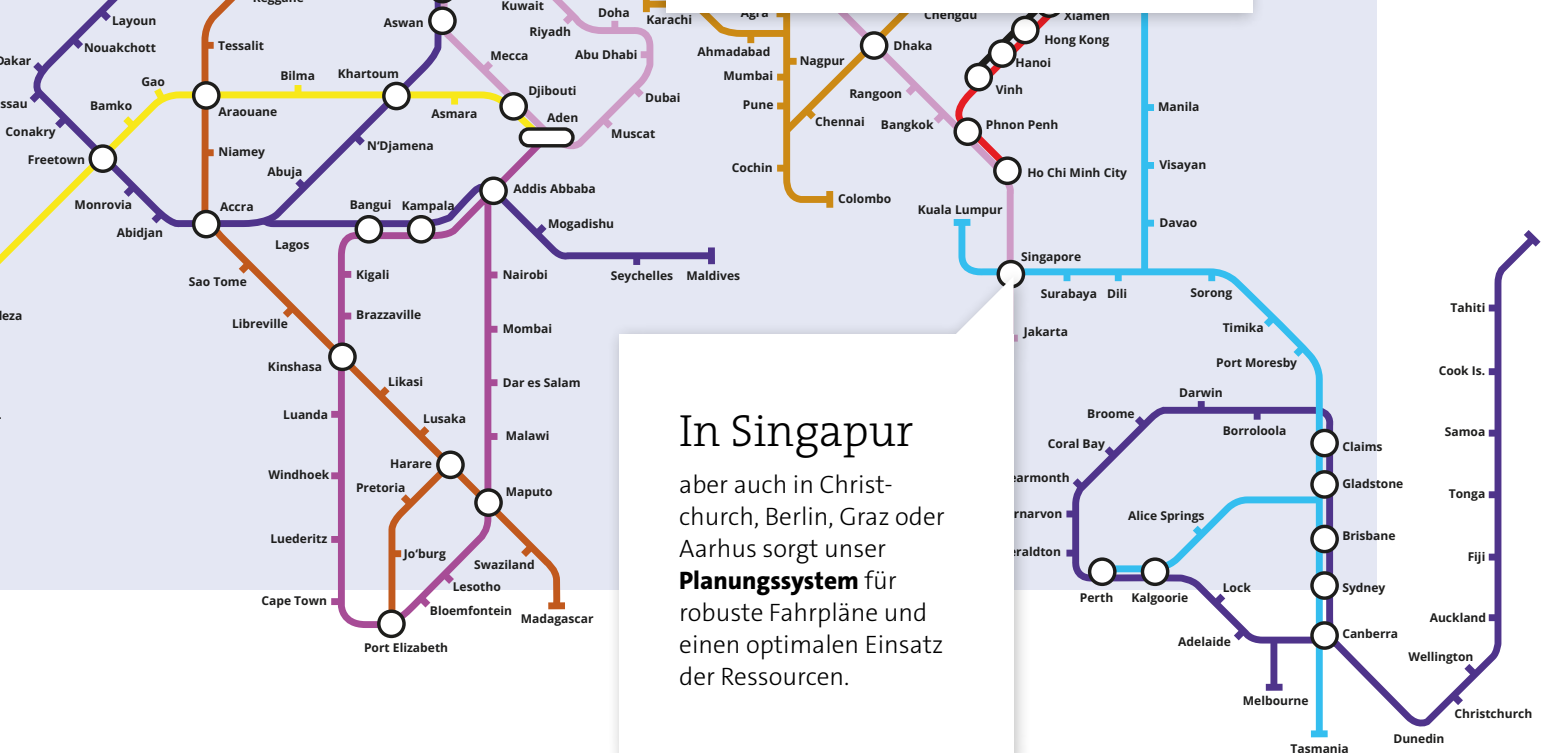 Layoun
Nouakchott
Dakar
ssau
Conakry
Freetown
Monrovia
Abidjan
Bamko
Gao
Tessalit
Bilma
Araouane
Niamey
Accra
Khartoum
Asmara
N'Djamena
Abuja
Lagos
Aswan
Mecca
Djibouti
Aden
Kuwait
Riyadh
Doha
Abu Dhabi
Dubai
Muscat
Addis Abbaba
Bangui
Kampala
Mogadishu
Seychelles
Maldives
Sao Tome
Libreville
Kinshasa
Kigali
Brazzaville
Likasi
Lusaka
Harare
Pretoria
Luanda
Windhoek
Luederitz
Cape Town
Port Elizabeth
Jo'burg
Nairobi
Mombai
Dar es Salam
Malawi
Maputo
Swaziland
Lesotho
Bloemfontein
Madagascar
Karachi
Agra
Ahmadabad
Nagpur
Mumbai
Pune
Chennai
Cochin
Colombo
Chengdu
Dhaka
Rangoon
Bangkok
Xiamen
Hong Kong
Hanoi
Vinh
Phnon Penh
Ho Chi Minh City
Kuala Lumpur
Singapore
Jakarta
Manila
Visayan
Davao
Surabaya
Dili
Sorong
Timika
Port Moresby
Darwin
Broome
Borroloola
Coral Bay
earmonth
rnarvon
eraldton
Perth
Kalgoorie
Alice Springs
Claims
Gladstone
Brisbane
Sydney
Canberra
Lock
Adelaide
Melbourne
Tasmania
Dunedin
Christchurch
Wellington
Auckland
Fiji
Tonga
Samoa
Cook Is.
Tahiti
In Singapur
aber auch in Christ-
church, Berlin, Graz oder
Aarhus sorgt unser
Planungssystem für
robuste Fahrpläne und
einen optimalen Einsatz
der Ressourcen.